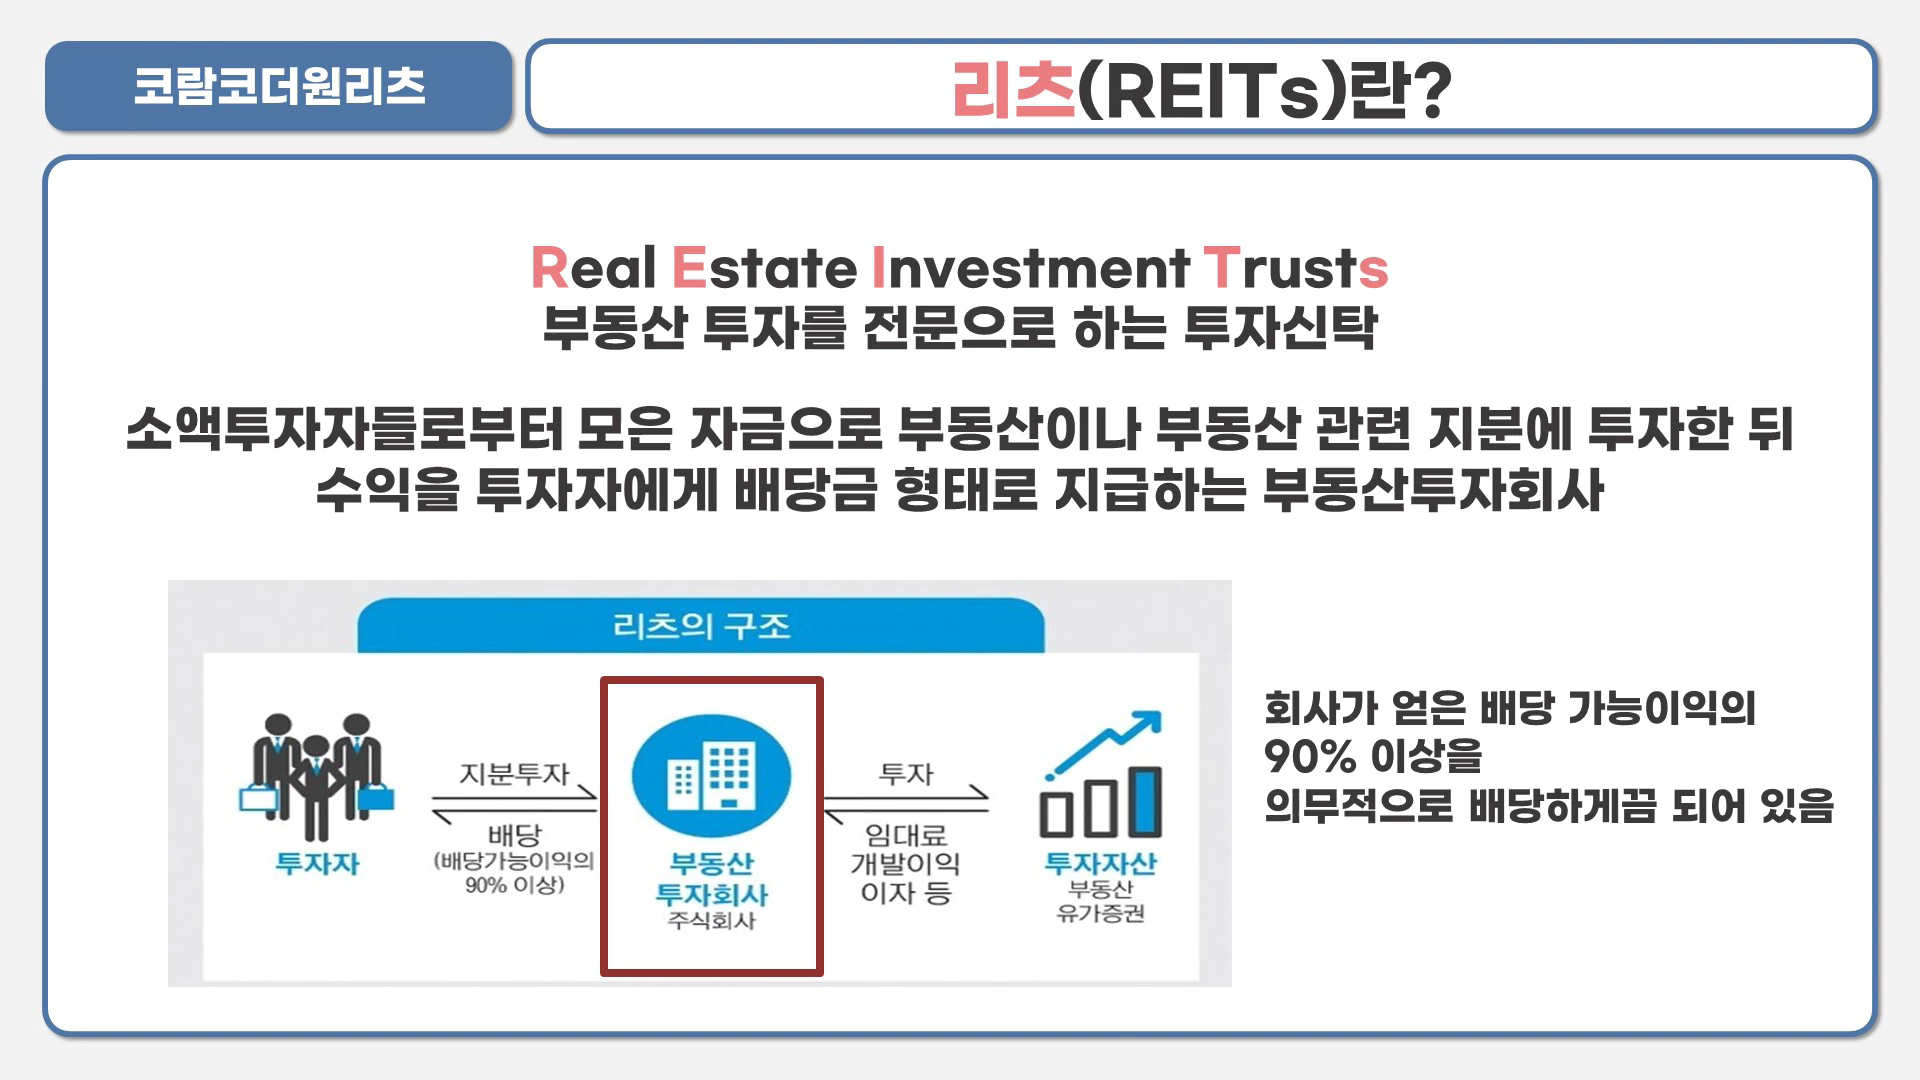 코람코더원리츠
리츠(REITs)란?
Real Estate Investment Trusts
부동산 투자를 전문으로 하는 투자신탁
소액투자자들로부터 모은 자금으로 부동산이나 부동산 관련 지분에 투자한 뒤
수익을 투자자에게 배당금 형태로 지급하는 부동산투자회사
리츠의 구조
지분투자
배당
(배당가능이익의
90% 이상)
투자자
부동산
투자회사
주식회사
투자
임대료
개발이익
이자 등
투자자산
부동산
유가증권
회사가 얻은 배당 가능이익의
90% 이상을
의무적으로 배당하게끔 되어 있음